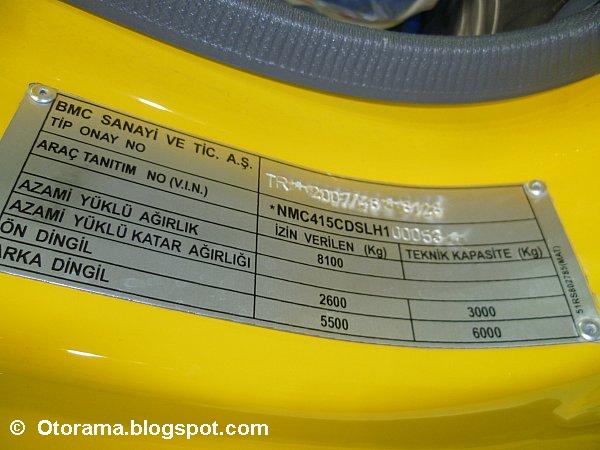 BMC SANAYİ VE TİC. A.Ş.
TİP ONAY NO
ARAÇ TANITIM NO (V.I.N.) *NMC415CDSLH1
İZİN VERİLEN (Kg) TEKNİK KAPASİTE (Kg)
AZAMİ YÜKLÜ AĞIRLIK 8100
AZAMİ YÜKLÜ KATAR AĞIRLIĞI
ÖN DİNGİL 2600 3000
ARKA DİNGİL 5500 6000
51RS802785(MAT)
© Otorama.blogspot.com